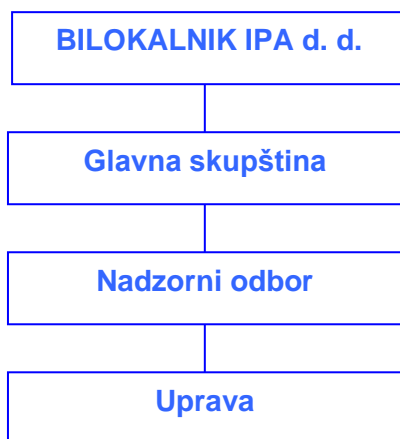 BILOKALNIK IPA d. d.
Glavna skupština
Nadzorni odbor
Uprava